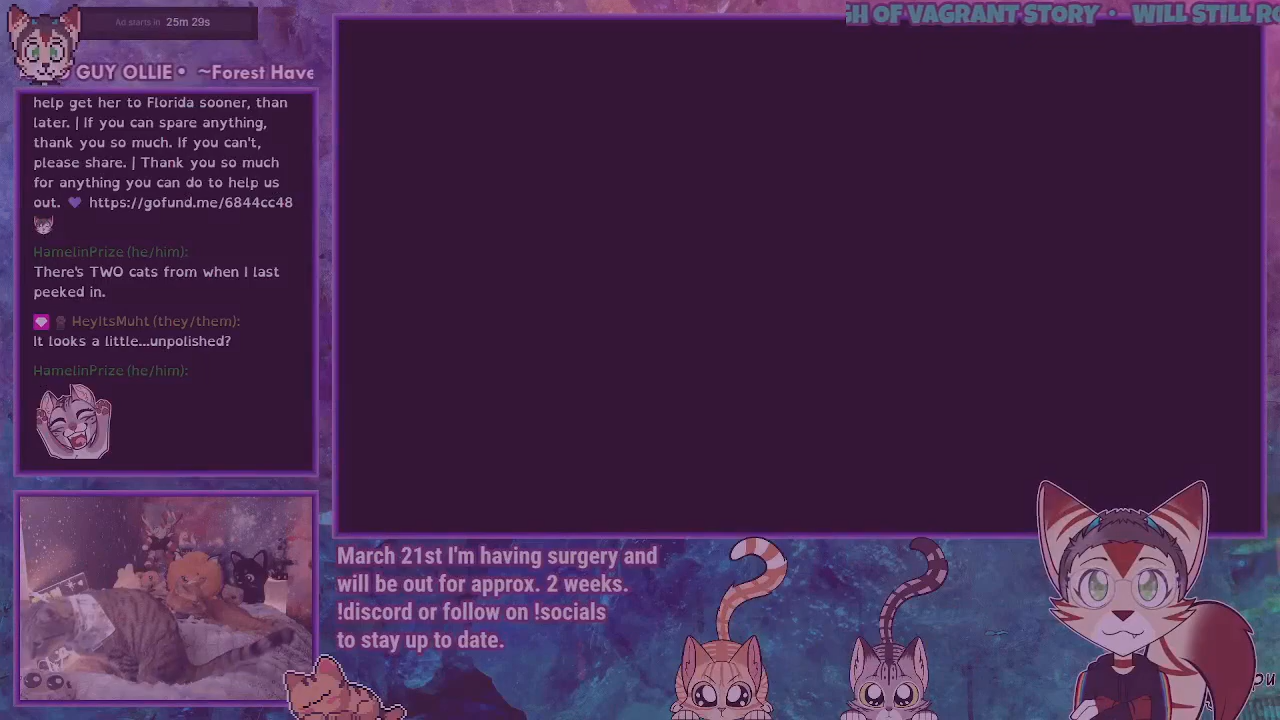 Ad starts in 25m 29s
OF VAGRANT STORY • WILL STILL
GUY OLLIE • ~Forest Have
help get her to Florida sooner, than
later. | If you can spare anything,
thank you so much. If you can't,
please share. | Thank you so much
for anything you can do to help us
out. 💜 https://gofund.me/6844cc48
HamelinPrize (he/him):
There's TWO cats from when I last
peeked in.
HeyItsMuht (they/them):
It looks a little...unpolished?
HamelinPrize (he/him):
March 21st I'm having surgery and
will be out for approx. 2 weeks.
!discord or follow on !socials
to stay up to date.